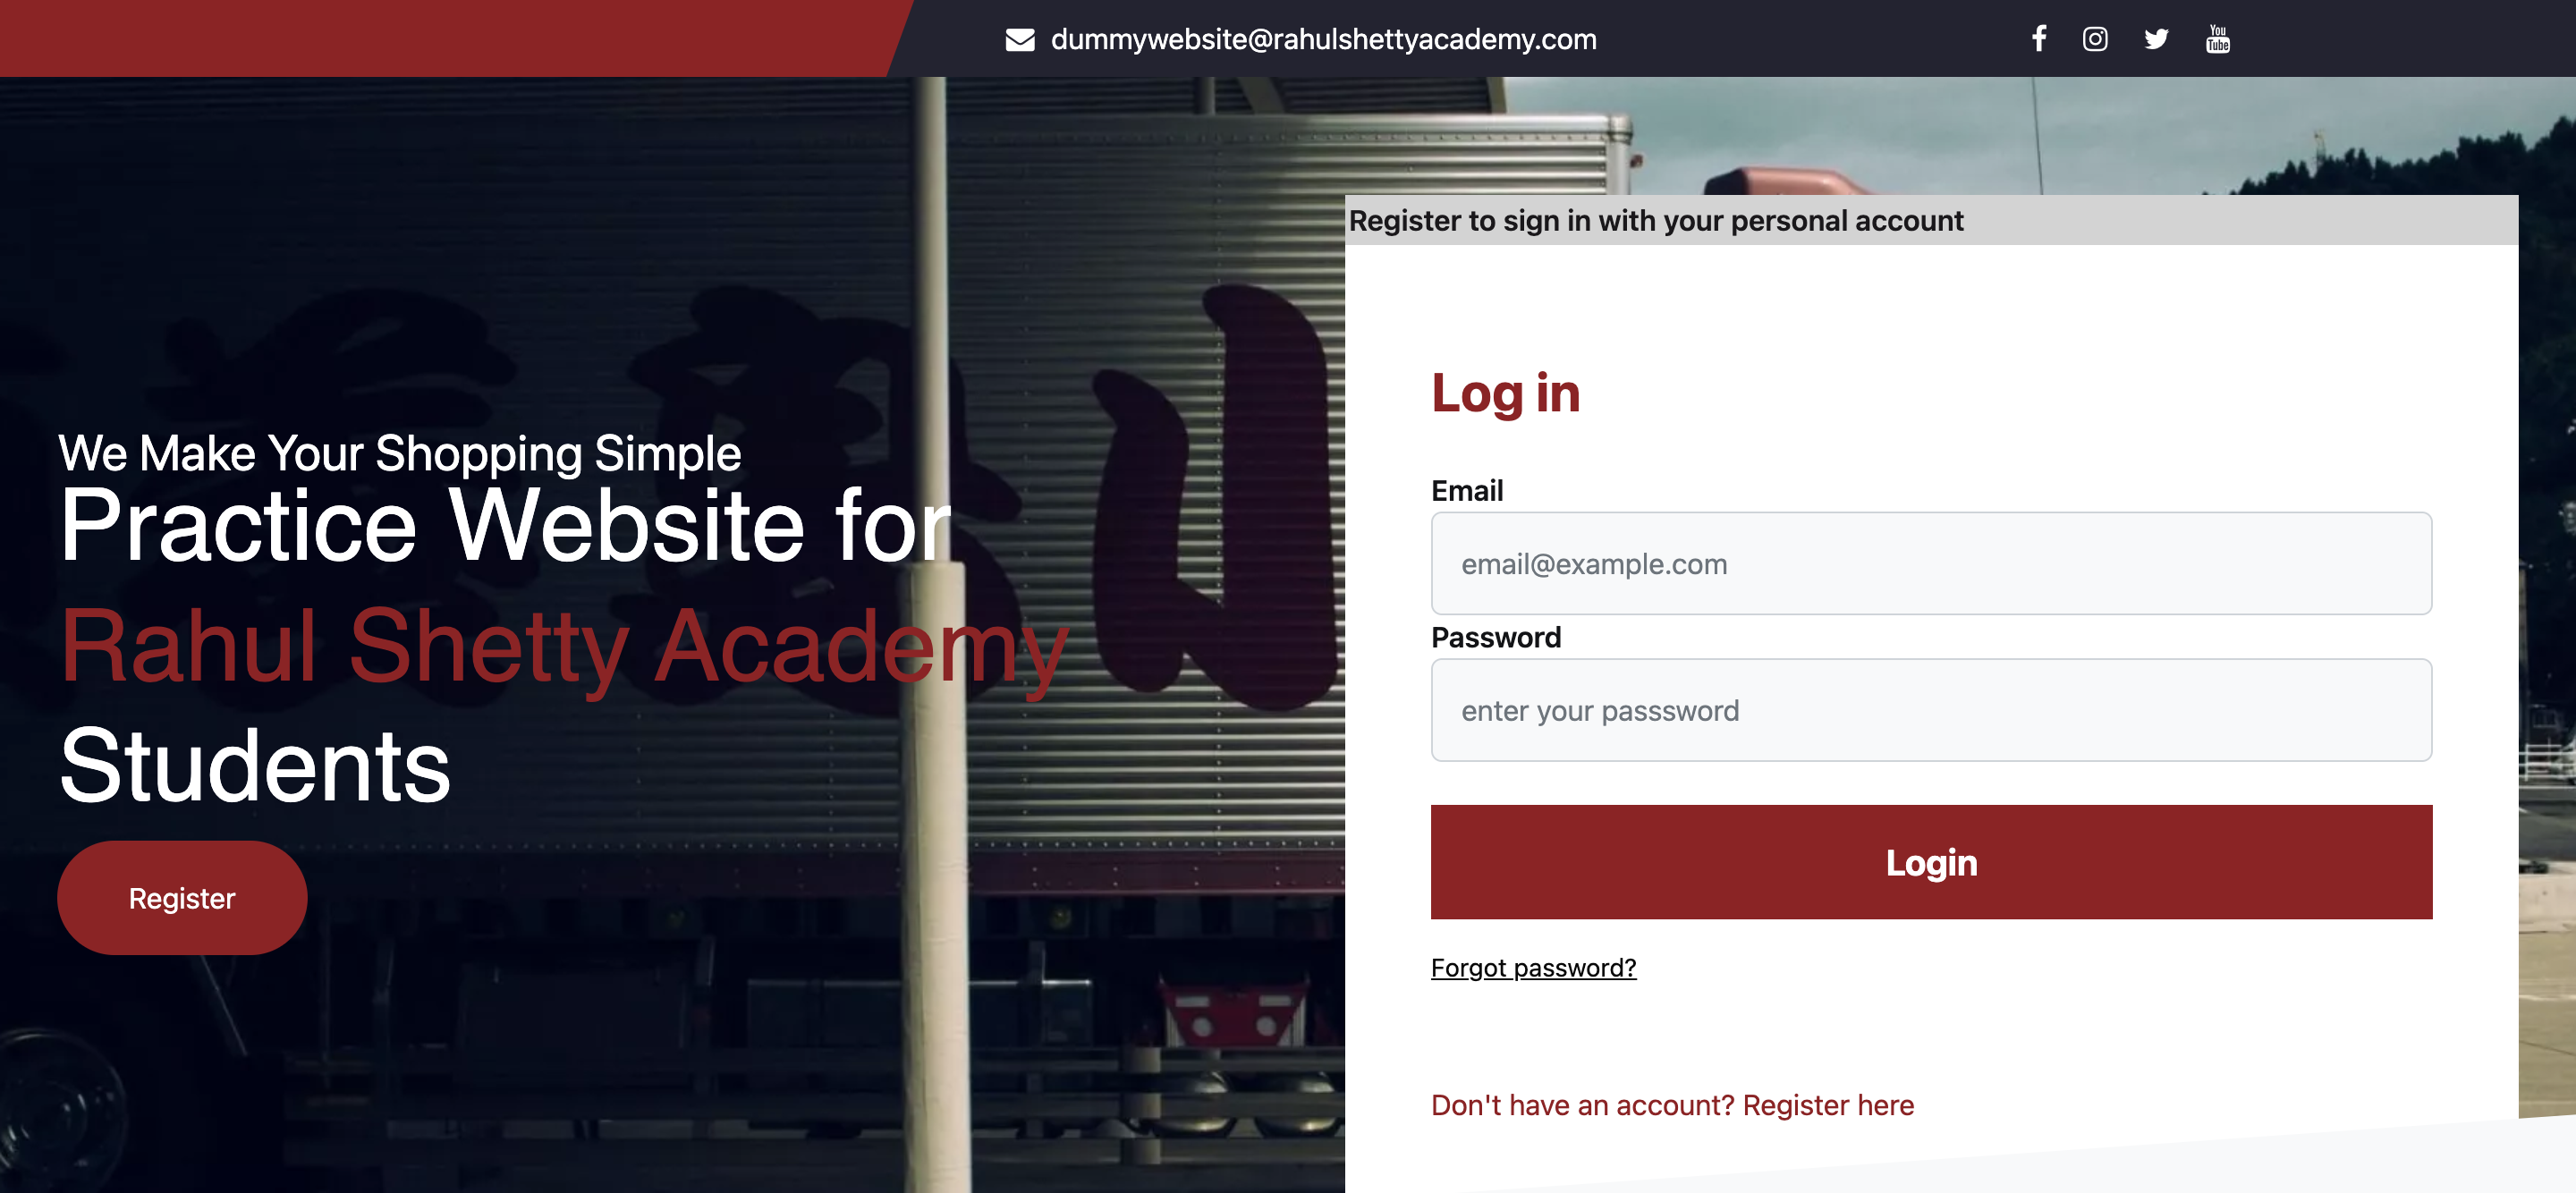 dummywebsite@rahulshettyacademy.com
You
Tube
We Make Your Shopping Simple
Practice Website for
Rahul Shetty Academy
Students
Register
Register to sign in with your personal account
Log in
Email
email@example.com
Password
enter your passsword
Login
Forgot password?
Don't have an account? Register here